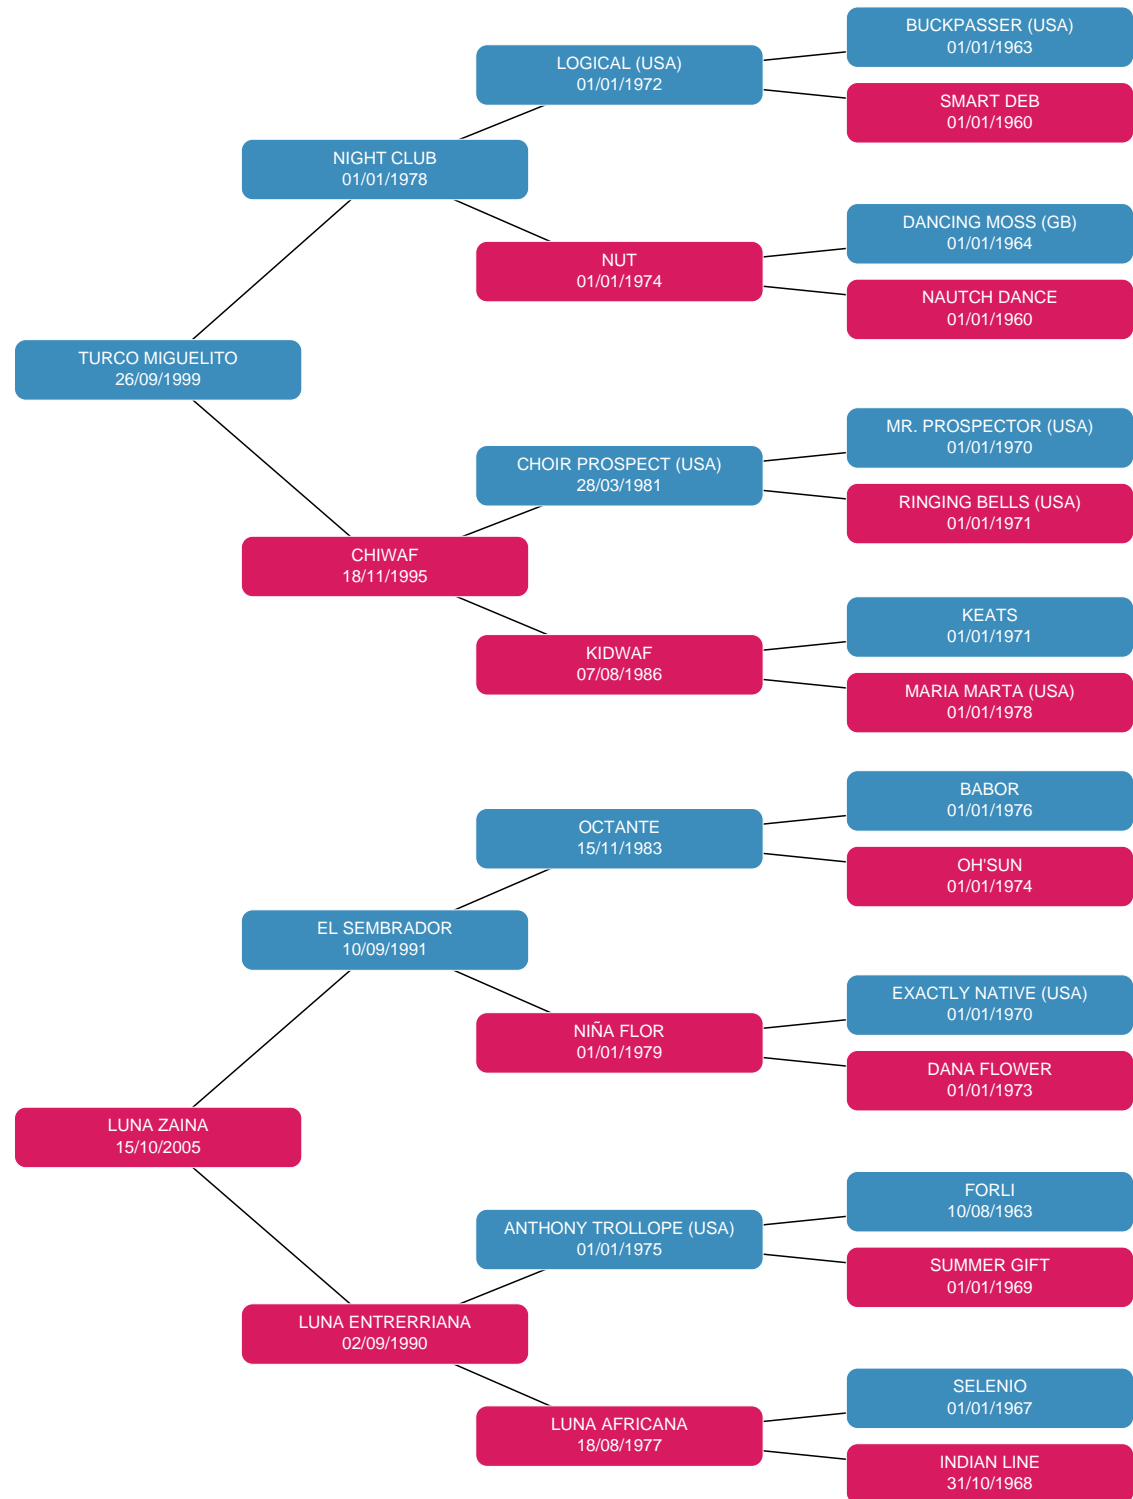 BUCKPASSER (USA)
01/01/1963
LOGICAL (USA)
01/01/1972
SMART DEB
01/01/1960
NIGHT CLUB
01/01/1978
DANCING MOSS (GB)
01/01/1964
NUT
01/01/1974
NAUTCH DANCE
01/01/1960
TURCO MIGUELITO
26/09/1999
MR. PROSPECTOR (USA)
01/01/1970
CHOIR PROSPECT (USA)
28/03/1981
RINGING BELLS (USA)
01/01/1971
CHIWAF
18/11/1995
KEATS
01/01/1971
KIDWAF
07/08/1986
MARIA MARTA (USA)
01/01/1978
BABOR
01/01/1976
OCTANTE
15/11/1983
OH'SUN
01/01/1974
EL SEMBRADOR
10/09/1991
EXACTLY NATIVE (USA)
01/01/1970
NIÑA FLOR
01/01/1979
DANA FLOWER
01/01/1973
LUNA ZAINA
15/10/2005
FORLI
10/08/1963
ANTHONY TROLLOPE (USA)
01/01/1975
SUMMER GIFT
01/01/1969
LUNA ENTRERRIANA
02/09/1990
SELENIO
01/01/1967
LUNA AFRICANA
18/08/1977
INDIAN LINE
31/10/1968